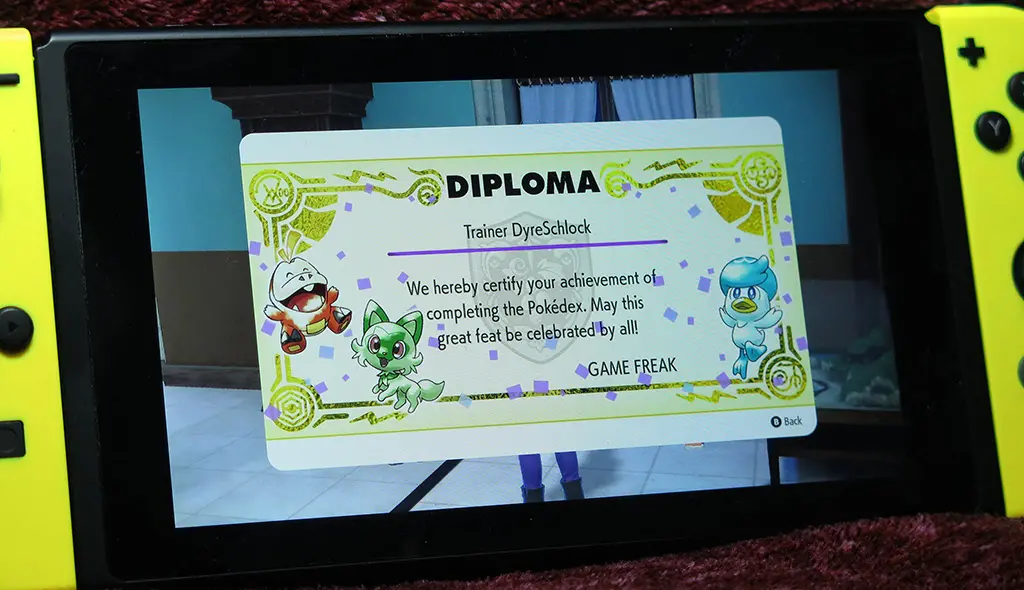 DIPLOMA
Trainer DyreSchlock
We hereby certify your achievement of
completing the Pokédex. May this
great feat be celebrated by all!
GAME FREAK
B Back
Y